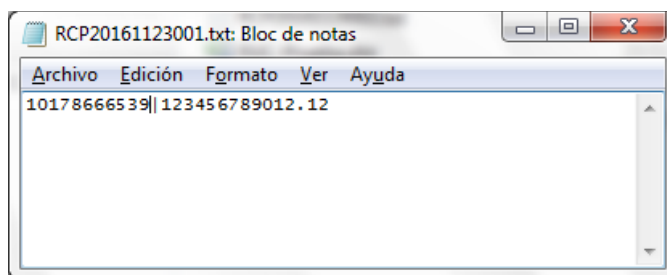 RCP20161123001.txt: Bloc de notas
Archivo Edición Formato Ver Ayuda
10178666539|123456789012.12